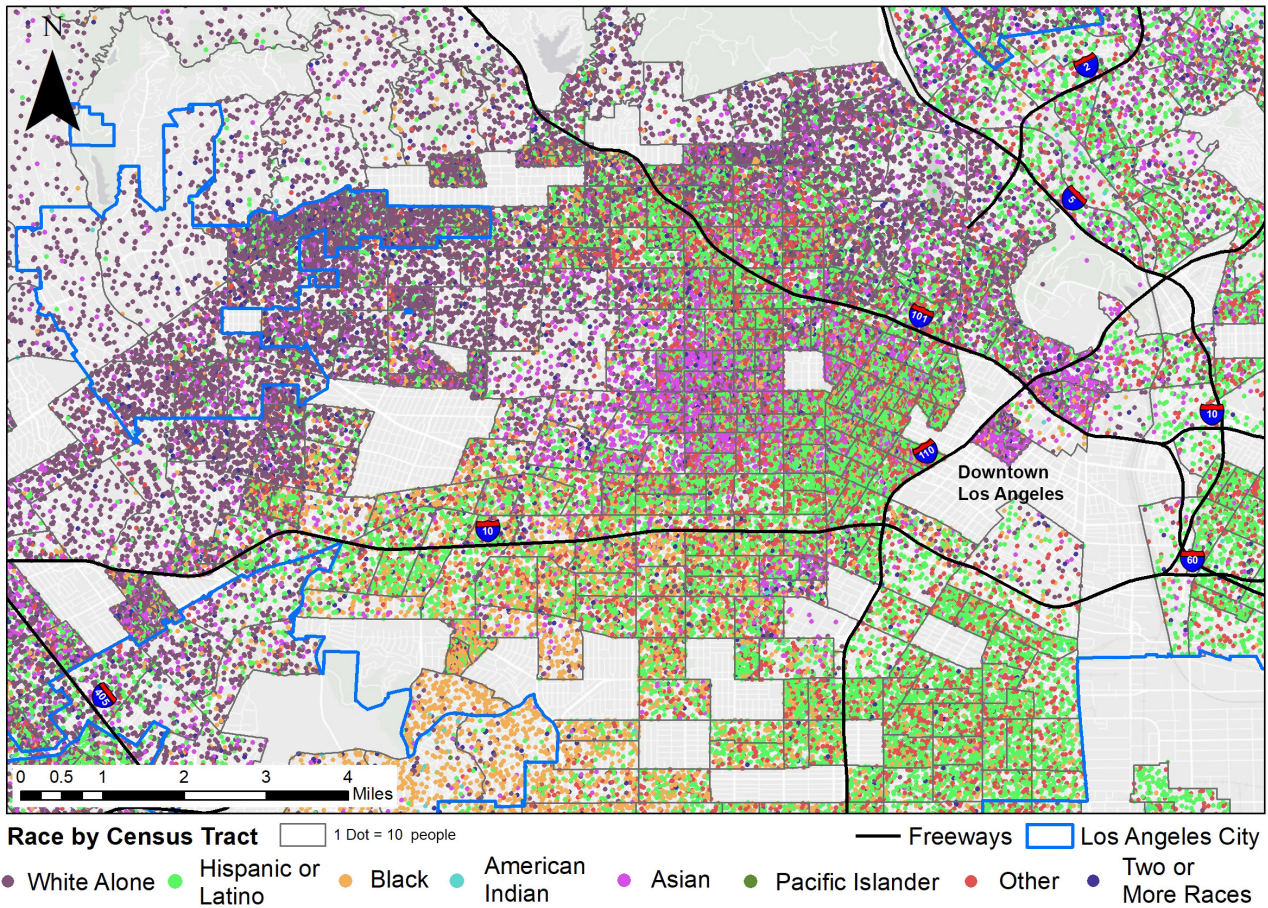 N
2
5
101
10
110
Downtown
Los Angeles
10
60
405
0 0.5 1 2 3 4
Miles
Race by Census Tract
1 Dot = 10 people
Freeways
Los Angeles City
White Alone
Hispanic or
Latino
Black
American
Indian
Asian
Pacific Islander
Other
Two or
More Races